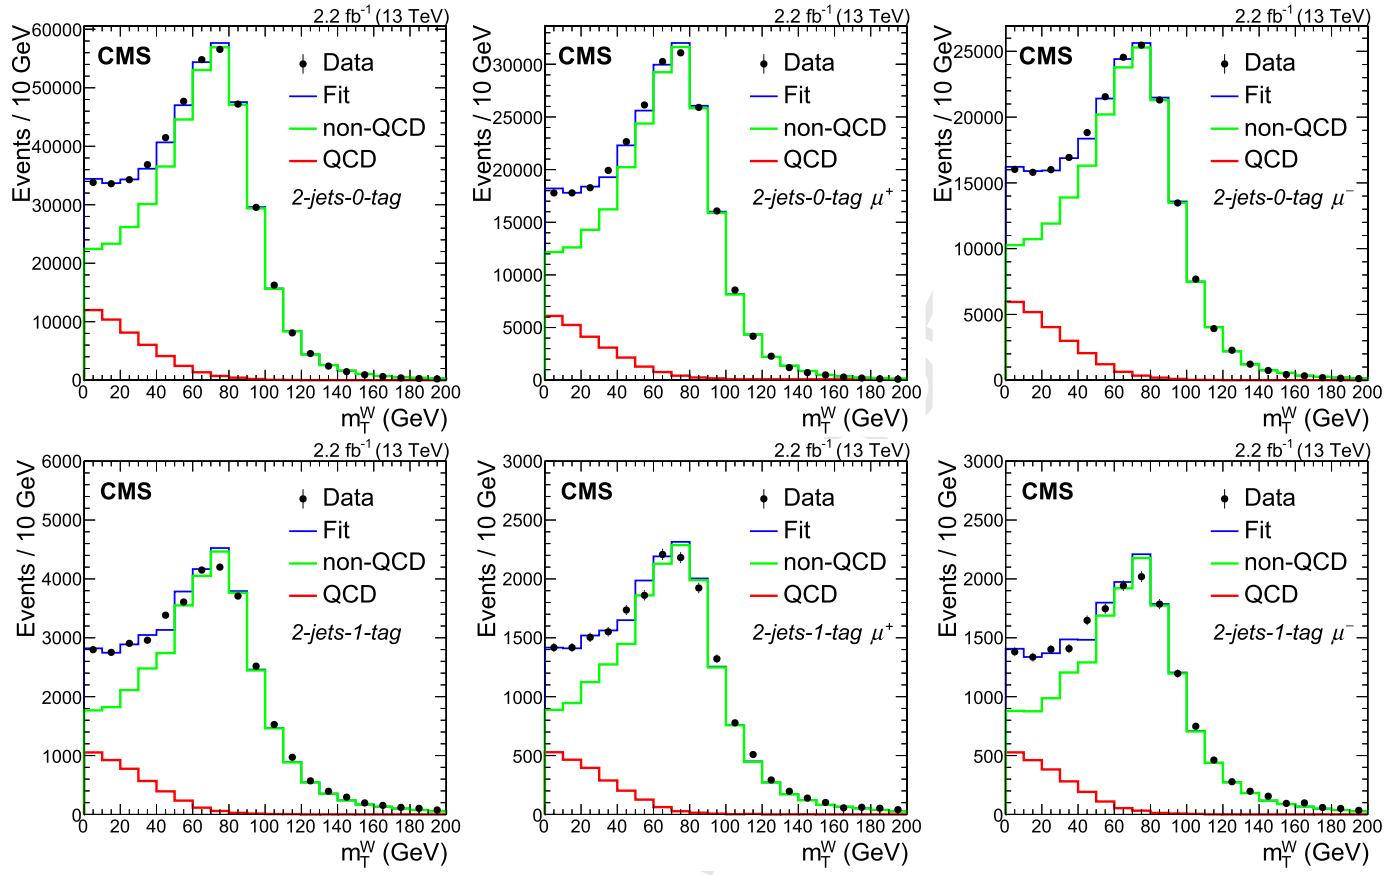 2.2 fb⁻¹ (13 TeV)
Events / 10 GeV
60000
50000
40000
30000
20000
10000
0
CMS
Data
Fit
non-QCD
QCD
2-jets-0-tag
0 20 40 60 80 100 120 140 160 180 200
m_T^W (GeV)
2.2 fb⁻¹ (13 TeV)
Events / 10 GeV
30000
25000
20000
15000
10000
5000
0
CMS
Data
Fit
non-QCD
QCD
2-jets-0-tag μ⁺
0 20 40 60 80 100 120 140 160 180 200
m_T^W (GeV)
2.2 fb⁻¹ (13 TeV)
Events / 10 GeV
25000
20000
15000
10000
5000
0
CMS
Data
Fit
non-QCD
QCD
2-jets-0-tag μ⁻
0 20 40 60 80 100 120 140 160 180 200
m_T^W (GeV)
2.2 fb⁻¹ (13 TeV)
Events / 10 GeV
6000
5000
4000
3000
2000
1000
0
CMS
Data
Fit
non-QCD
QCD
2-jets-1-tag
0 20 40 60 80 100 120 140 160 180 200
m_T^W (GeV)
2.2 fb⁻¹ (13 TeV)
Events / 10 GeV
3000
2500
2000
1500
1000
500
0
CMS
Data
Fit
non-QCD
QCD
2-jets-1-tag μ⁺
0 20 40 60 80 100 120 140 160 180 200
m_T^W (GeV)
2.2 fb⁻¹ (13 TeV)
Events / 10 GeV
3000
2500
2000
1500
1000
500
0
CMS
Data
Fit
non-QCD
QCD
2-jets-1-tag μ⁻
0 20 40 60 80 100 120 140 160 180 200
m_T^W (GeV)